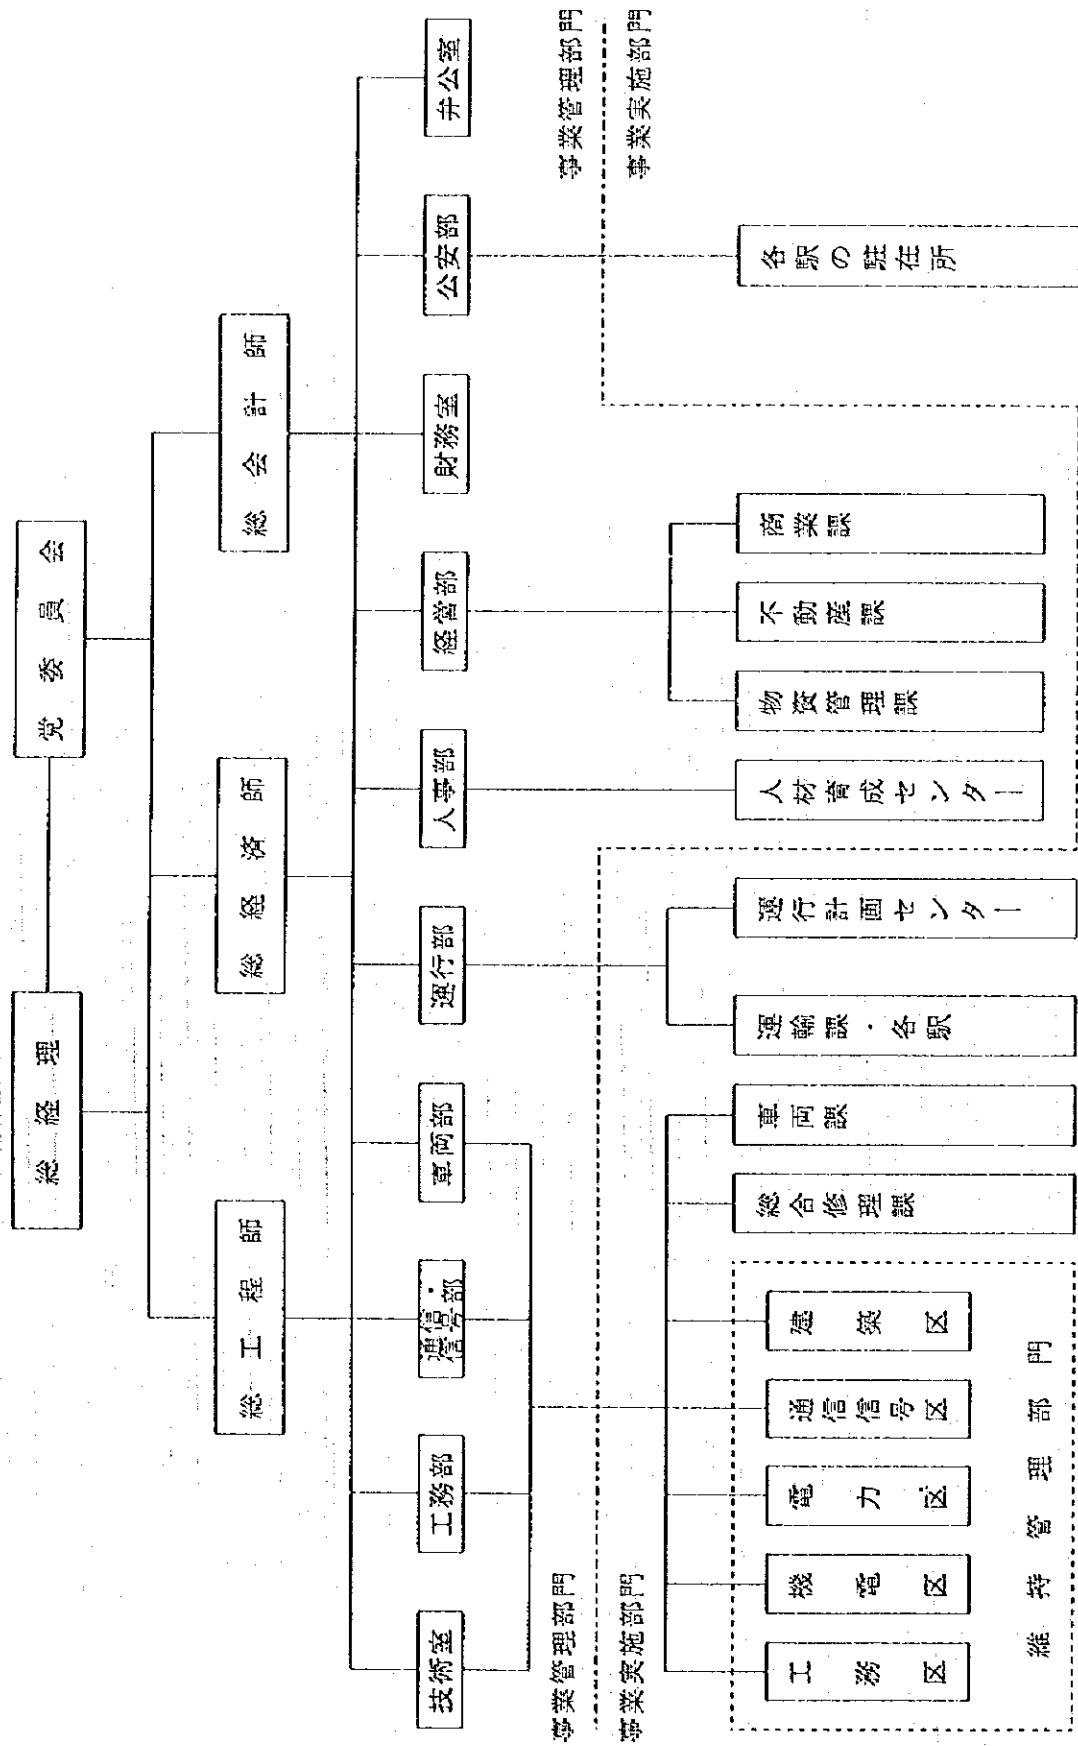 総経理
党委員会
総工程師
総経済師
総会計師
技術室
工務部
通信・
信号部
車両部
運行部
人事部
経営部
財務室
公安部
弁公室
事業管理部門
事業管理部門
事業実施部門
事業実施部門
工務区
機電区
電力区
通信信号区
建築区
総合修理課
車両課
運輸課・各駅
運行計画センター
人材育成センター
物資管理課
不動産課
商業課
各駅の駐在所
維持管理部門